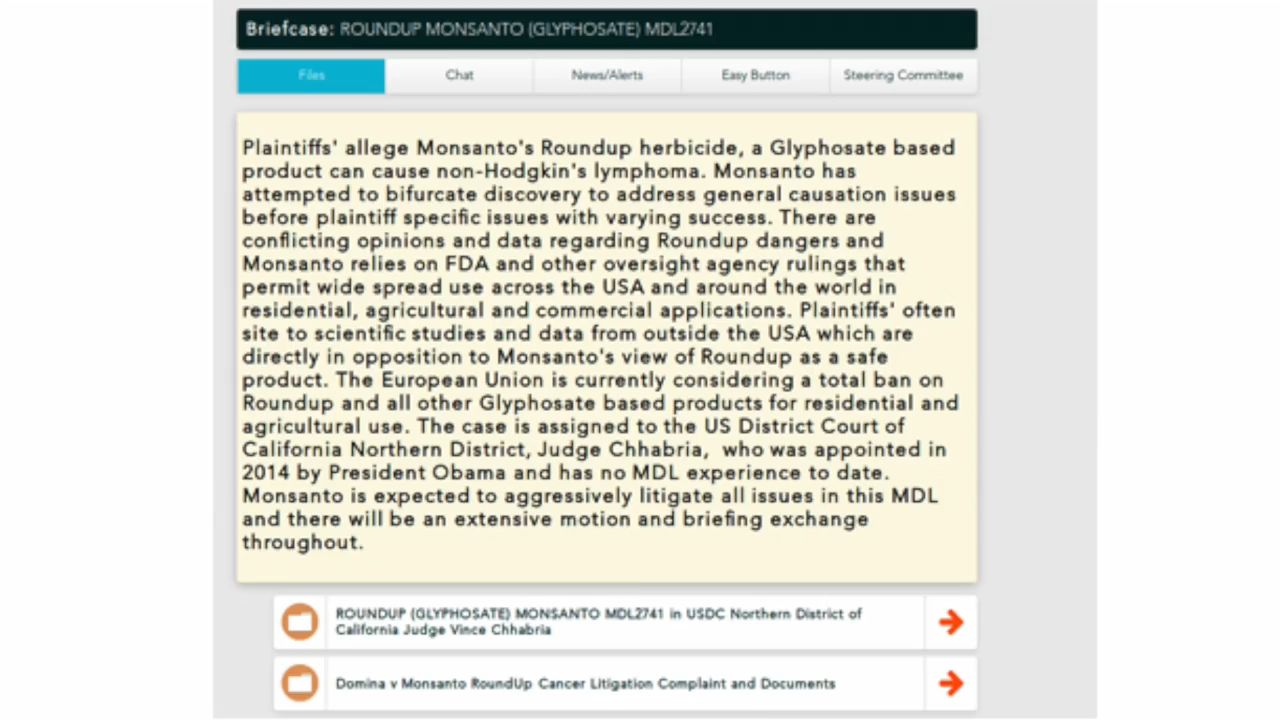 Briefcase: ROUNDUP MONSANTO (GLYPHOSATE) MDL2741
Files
Chat
News/Alerts
Easy Button
Steering Committee
Plaintiffs' allege Monsanto's Roundup herbicide, a Glyphosate based
product can cause non-Hodgkin's lymphoma. Monsanto has
attempted to bifurcate discovery to address general causation issues
before plaintiff specific issues with varying success. There are
conflicting opinions and data regarding Roundup dangers and
Monsanto relies on FDA and other oversight agency rulings that
permit wide spread use across the USA and around the world in
residential, agricultural and commercial applications. Plaintiffs' often
site to scientific studies and data from outside the USA which are
directly in opposition to Monsanto's view of Roundup as a safe
product. The European Union is currently considering a total ban on
Roundup and all other Glyphosate based products for residential and
agricultural use. The case is assigned to the US District Court of
California Northern District, Judge Chhabria,  who was appointed in
2014 by President Obama and has no MDL experience to date.
Monsanto is expected to aggressively litigate all issues in this MDL
and there will be an extensive motion and briefing exchange
throughout.
ROUNDUP (GLYPHOSATE) MONSANTO MDL2741 in USDC Northern District of
California Judge Vince Chhabria
Domina v Monsanto RoundUp Cancer Litigation Complaint and Documents